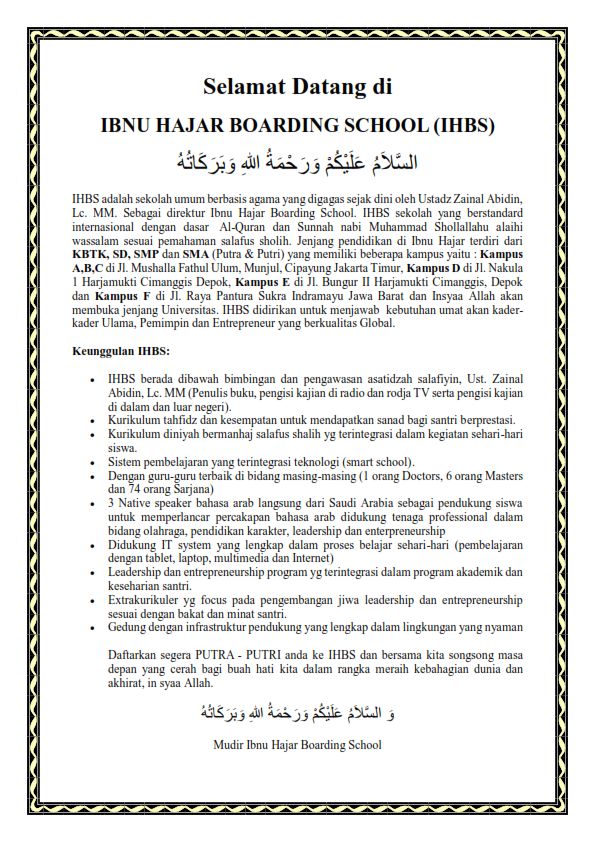 Selamat Datang di
IBNU HAJAR BOARDING SCHOOL (IHBS)
السَّلاَمُ عَلَيْكُمْ وَرَحْمَةُ اللهِ وَبَرَكَاتُهُ
IHBS adalah sekolah umum berbasis agama yang digagas sejak dini oleh Ustadz Zainal Abidin,
Lc. MM. Sebagai direktur Ibnu Hajar Boarding School. IHBS sekolah yang berstandard
internasional dengan dasar Al-Quran dan Sunnah nabi Muhammad Shollallahu alaihi
wassalam sesuai pemahaman salafus sholih. Jenjang pendidikan di Ibnu Hajar terdiri dari
KBTK, SD, SMP dan SMA (Putra & Putri) yang memiliki beberapa kampus yaitu : Kampus
A,B,C di Jl. Mushalla Fathul Ulum, Munjul, Cipayung Jakarta Timur, Kampus D di Jl. Nakula
1 Harjamukti Cimanggis Depok, Kampus E di Jl. Bungur II Harjamukti Cimanggis, Depok
dan Kampus F di Jl. Raya Pantura Sukra Indramayu Jawa Barat dan Insyaa Allah akan
membuka jenjang Universitas. IHBS didirikan untuk menjawab kebutuhan umat akan kader-
kader Ulama, Pemimpin dan Entrepreneur yang berkualitas Global.
Keunggulan IHBS:
• IHBS berada dibawah bimbingan dan pengawasan asatidzah salafiyin, Ust. Zainal
Abidin, Lc. MM (Penulis buku, pengisi kajian di radio dan rodja TV serta pengisi kajian
di dalam dan luar negeri).
• Kurikulum tahfidz dan kesempatan untuk mendapatkan sanad bagi santri berprestasi.
• Kurikulum diniyah bermanhaj salafus shalih yg terintegrasi dalam kegiatan sehari-hari
siswa.
• Sistem pembelajaran yang terintegrasi teknologi (smart school).
• Dengan guru-guru terbaik di bidang masing-masing (1 orang Doctors, 6 orang Masters
dan 74 orang Sarjana)
• 3 Native speaker bahasa arab langsung dari Saudi Arabia sebagai pendukung siswa
untuk memperlancar percakapan bahasa arab didukung tenaga professional dalam
bidang olahraga, pendidikan karakter, leadership dan enterpreneurship
• Didukung IT system yang lengkap dalam proses belajar sehari-hari (pembelajaran
dengan tablet, laptop, multimedia dan Internet)
• Leadership dan entrepreneurship program yg terintegrasi dalam program akademik dan
keseharian santri.
• Extrakurikuler yg focus pada pengembangan jiwa leadership dan entrepreneurship
sesuai dengan bakat dan minat santri.
• Gedung dengan infrastruktur pendukung yang lengkap dalam lingkungan yang nyaman
Daftarkan segera PUTRA - PUTRI anda ke IHBS dan bersama kita songsong masa
depan yang cerah bagi buah hati kita dalam rangka meraih kebahagian dunia dan
akhirat, in syaa Allah.
وَ السَّلاَمُ عَلَيْكُمْ وَرَحْمَةُ اللهِ وَبَرَكَاتُهُ
Mudir Ibnu Hajar Boarding School